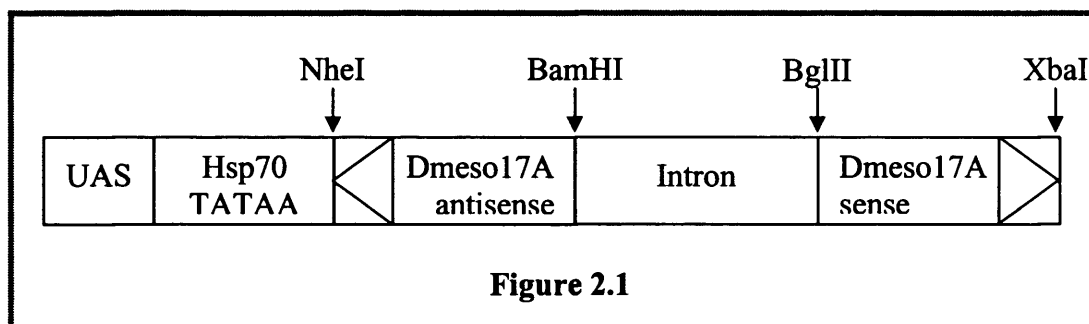 NheI BamHI BglII XbaI
UAS Hsp70 TATAA Dmeso17A antisense Intron Dmeso17A sense
Figure 2.1